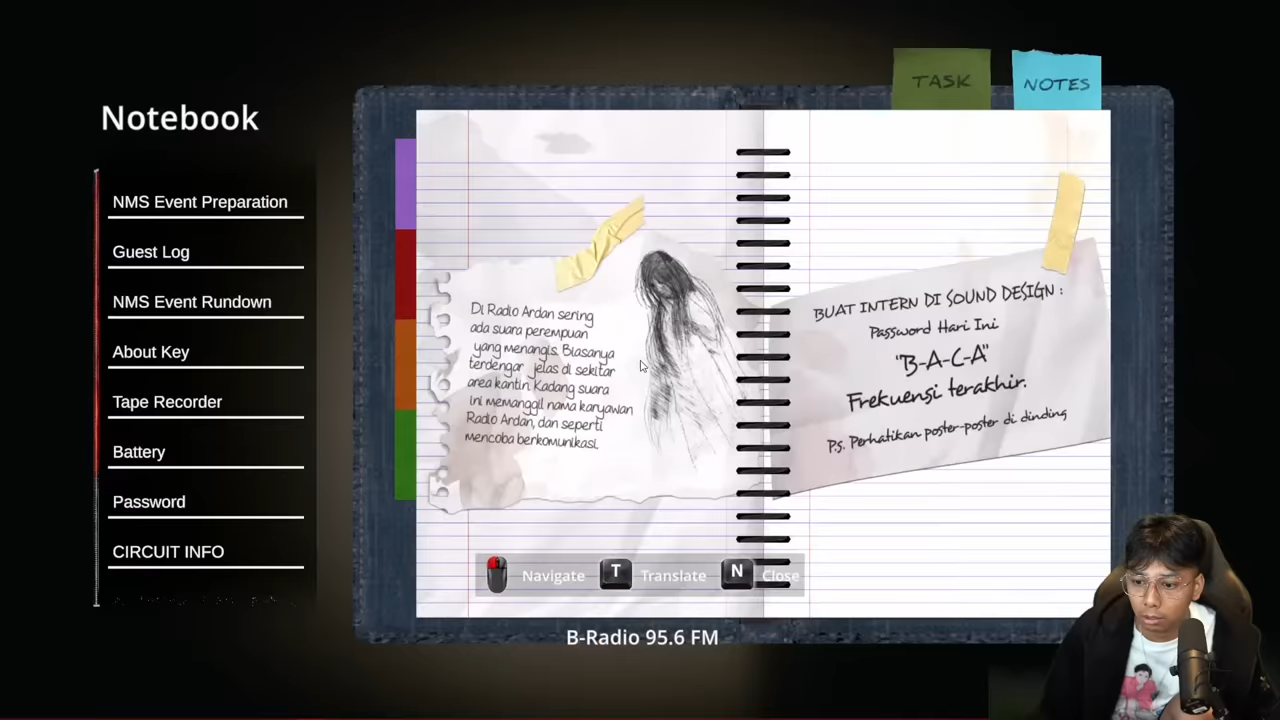 TASK
NOTES
Notebook
NMS Event Preparation
Guest Log
NMS Event Rundown
About Key
Tape Recorder
Battery
Password
CIRCUIT INFO
Di Radio Ardan sering
ada suara perempuan
yang menangis. Biasanya
terdengar jelas di sekitar
area kantin. Kadang suara
ini memanggil nama karyawan
Radio Ardan, dan seperti
mencoba berkomunikasi.
BUAT INTERN DI SOUND DESIGN :
Password Hari Ini
"B-A-C-A"
Frekuensi terakhir.
P.s. Perhatikan poster-poster di dinding
T
N
Navigate
Translate
Close
B-Radio 95.6 FM